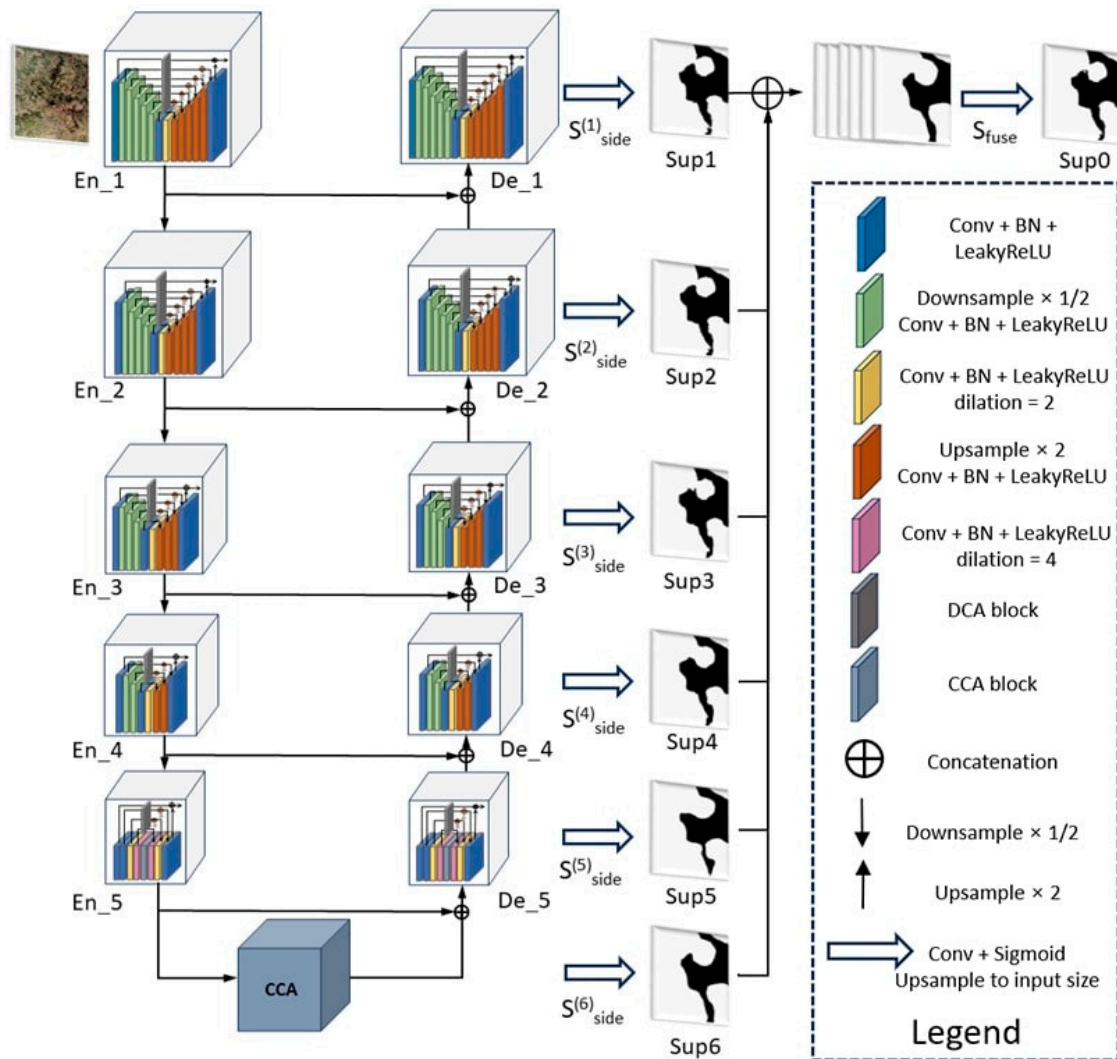 En_1
De_1
S(1)side
Sup1
Sfuse
Sup0
En_2
De_2
S(2)side
Sup2
En_3
De_3
S(3)side
Sup3
En_4
De_4
S(4)side
Sup4
En_5
De_5
S(5)side
Sup5
CCA
S(6)side
Sup6
Conv + BN +
LeakyReLU
Downsample × 1/2
Conv + BN + LeakyReLU
Conv + BN + LeakyReLU
dilation = 2
Upsample × 2
Conv + BN + LeakyReLU
Conv + BN + LeakyReLU
dilation = 4
DCA block
CCA block
Concatenation
Downsample × 1/2
Upsample × 2
Conv + Sigmoid
Upsample to input size
Legend